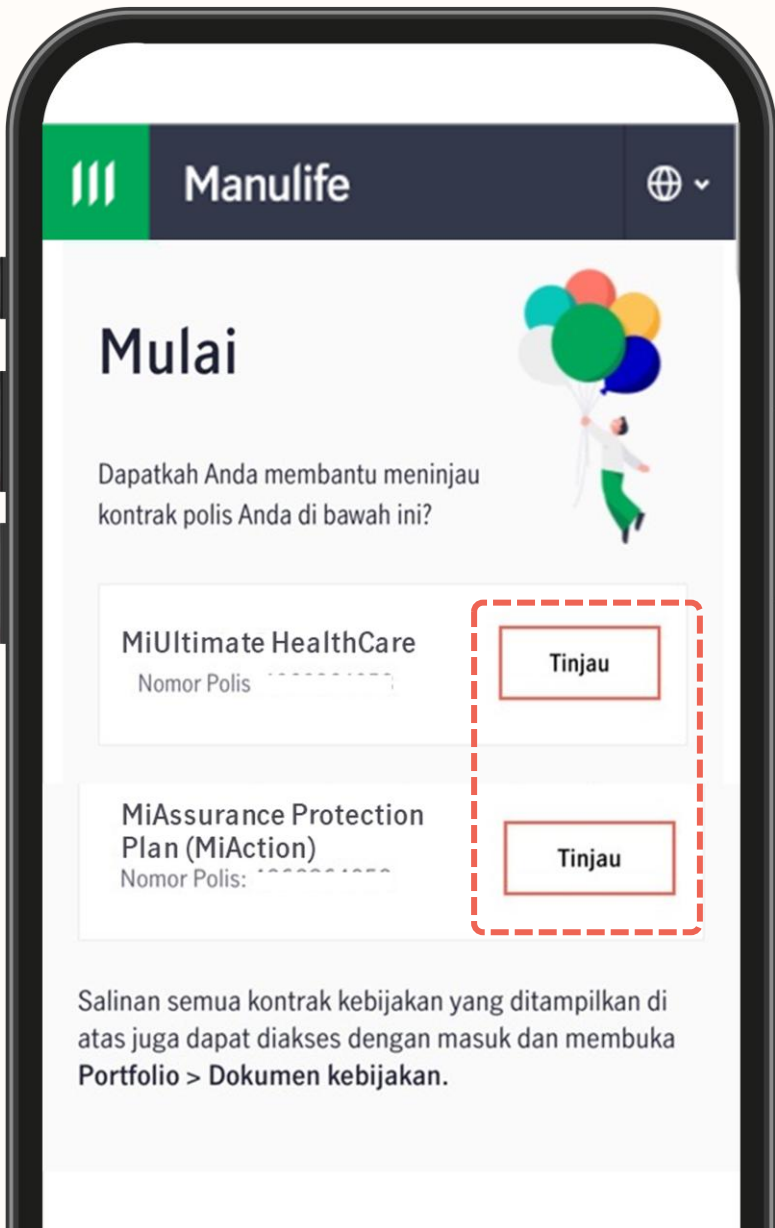 Manulife
Mulai
Dapatkah Anda membantu meninjau
kontrak polis Anda di bawah ini?
MiUltimate HealthCare
Nomor Polis
Tinjau
MiAssurance Protection
Plan (MiAction)
Nomor Polis:
Tinjau
Salinan semua kontrak kebijakan yang ditampilkan di
atas juga dapat diakses dengan masuk dan membuka
Portfolio > Dokumen kebijakan.